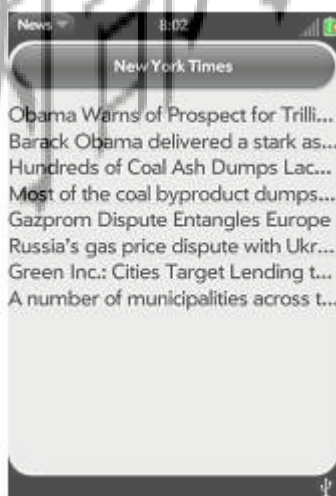 News 8:02
New York Times
Obama Warns of Prospect for Trilli...
Barack Obama delivered a stark as...
Hundreds of Coal Ash Dumps Lac...
Most of the coal byproduct dumps...
Gazprom Dispute Entangles Europe
Russia's gas price dispute with Ukr...
Green Inc.: Cities Target Lending t...
A number of municipalities across t...